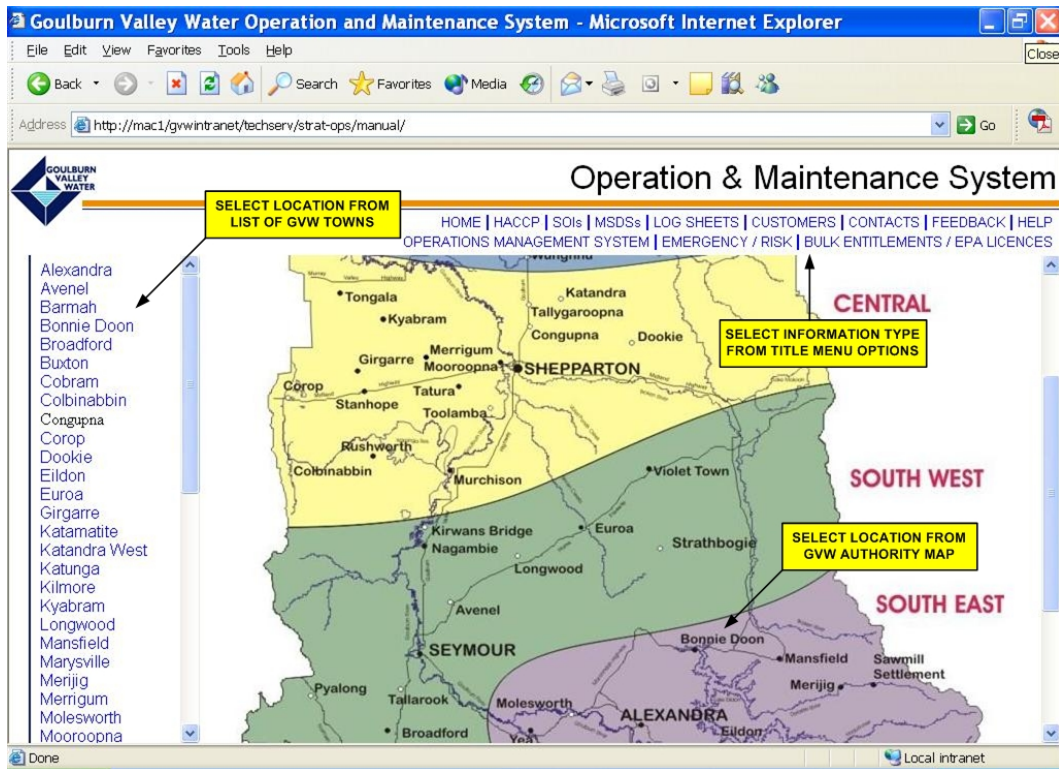 Goulburn Valley Water Operation and Maintenance System - Microsoft Internet Explorer
File Edit View Favorites Tools Help
Close
Back Search Favorites Media
Address http://mac1/gvwintranet/techserv/strat-ops/manual/ Go
GOULBURN
VALLEY
WATER
Operation & Maintenance System
SELECT LOCATION FROM
LIST OF GVW TOWNS
HOME | HACCP | SOIs | MSDSs | LOG SHEETS | CUSTOMERS | CONTACTS | FEEDBACK | HELP
OPERATIONS MANAGEMENT SYSTEM | EMERGENCY / RISK | BULK ENTITLEMENTS / EPA LICENCES
Alexandra
Avenel
Barmah
Bonnie Doon
Broadford
Buxton
Cobram
Colbinabbin
Congupna
Corop
Dookie
Eildon
Euroa
Girgarre
Katamatite
Katandra West
Katunga
Kilmore
Kyabram
Longwood
Mansfield
Marysville
Merijig
Merrigum
Molesworth
Mooroopna
Wunghnu
Tongala
Katandra
Tallygaroopna
Kyabram
Congupna
Dookie
Girgarre
Merrigum
Mooroopna
SHEPPARTON
Corop
Tatura
Stanhope
Toolamba
Rushworth
Colbinabbin
Murchison
Violet Town
Kirwans Bridge
Euroa
Nagambie
Strathbogie
Longwood
Avenel
SEYMOUR
Bonnie Doon
Mansfield
Sawmill
Settlement
Merijig
Pyalong
Tallarook
Molesworth
ALEXANDRA
Broadford
Yea
Eildon
CENTRAL
SELECT INFORMATION TYPE
FROM TITLE MENU OPTIONS
SOUTH WEST
SELECT LOCATION FROM
GVW AUTHORITY MAP
SOUTH EAST
Done
Local intranet